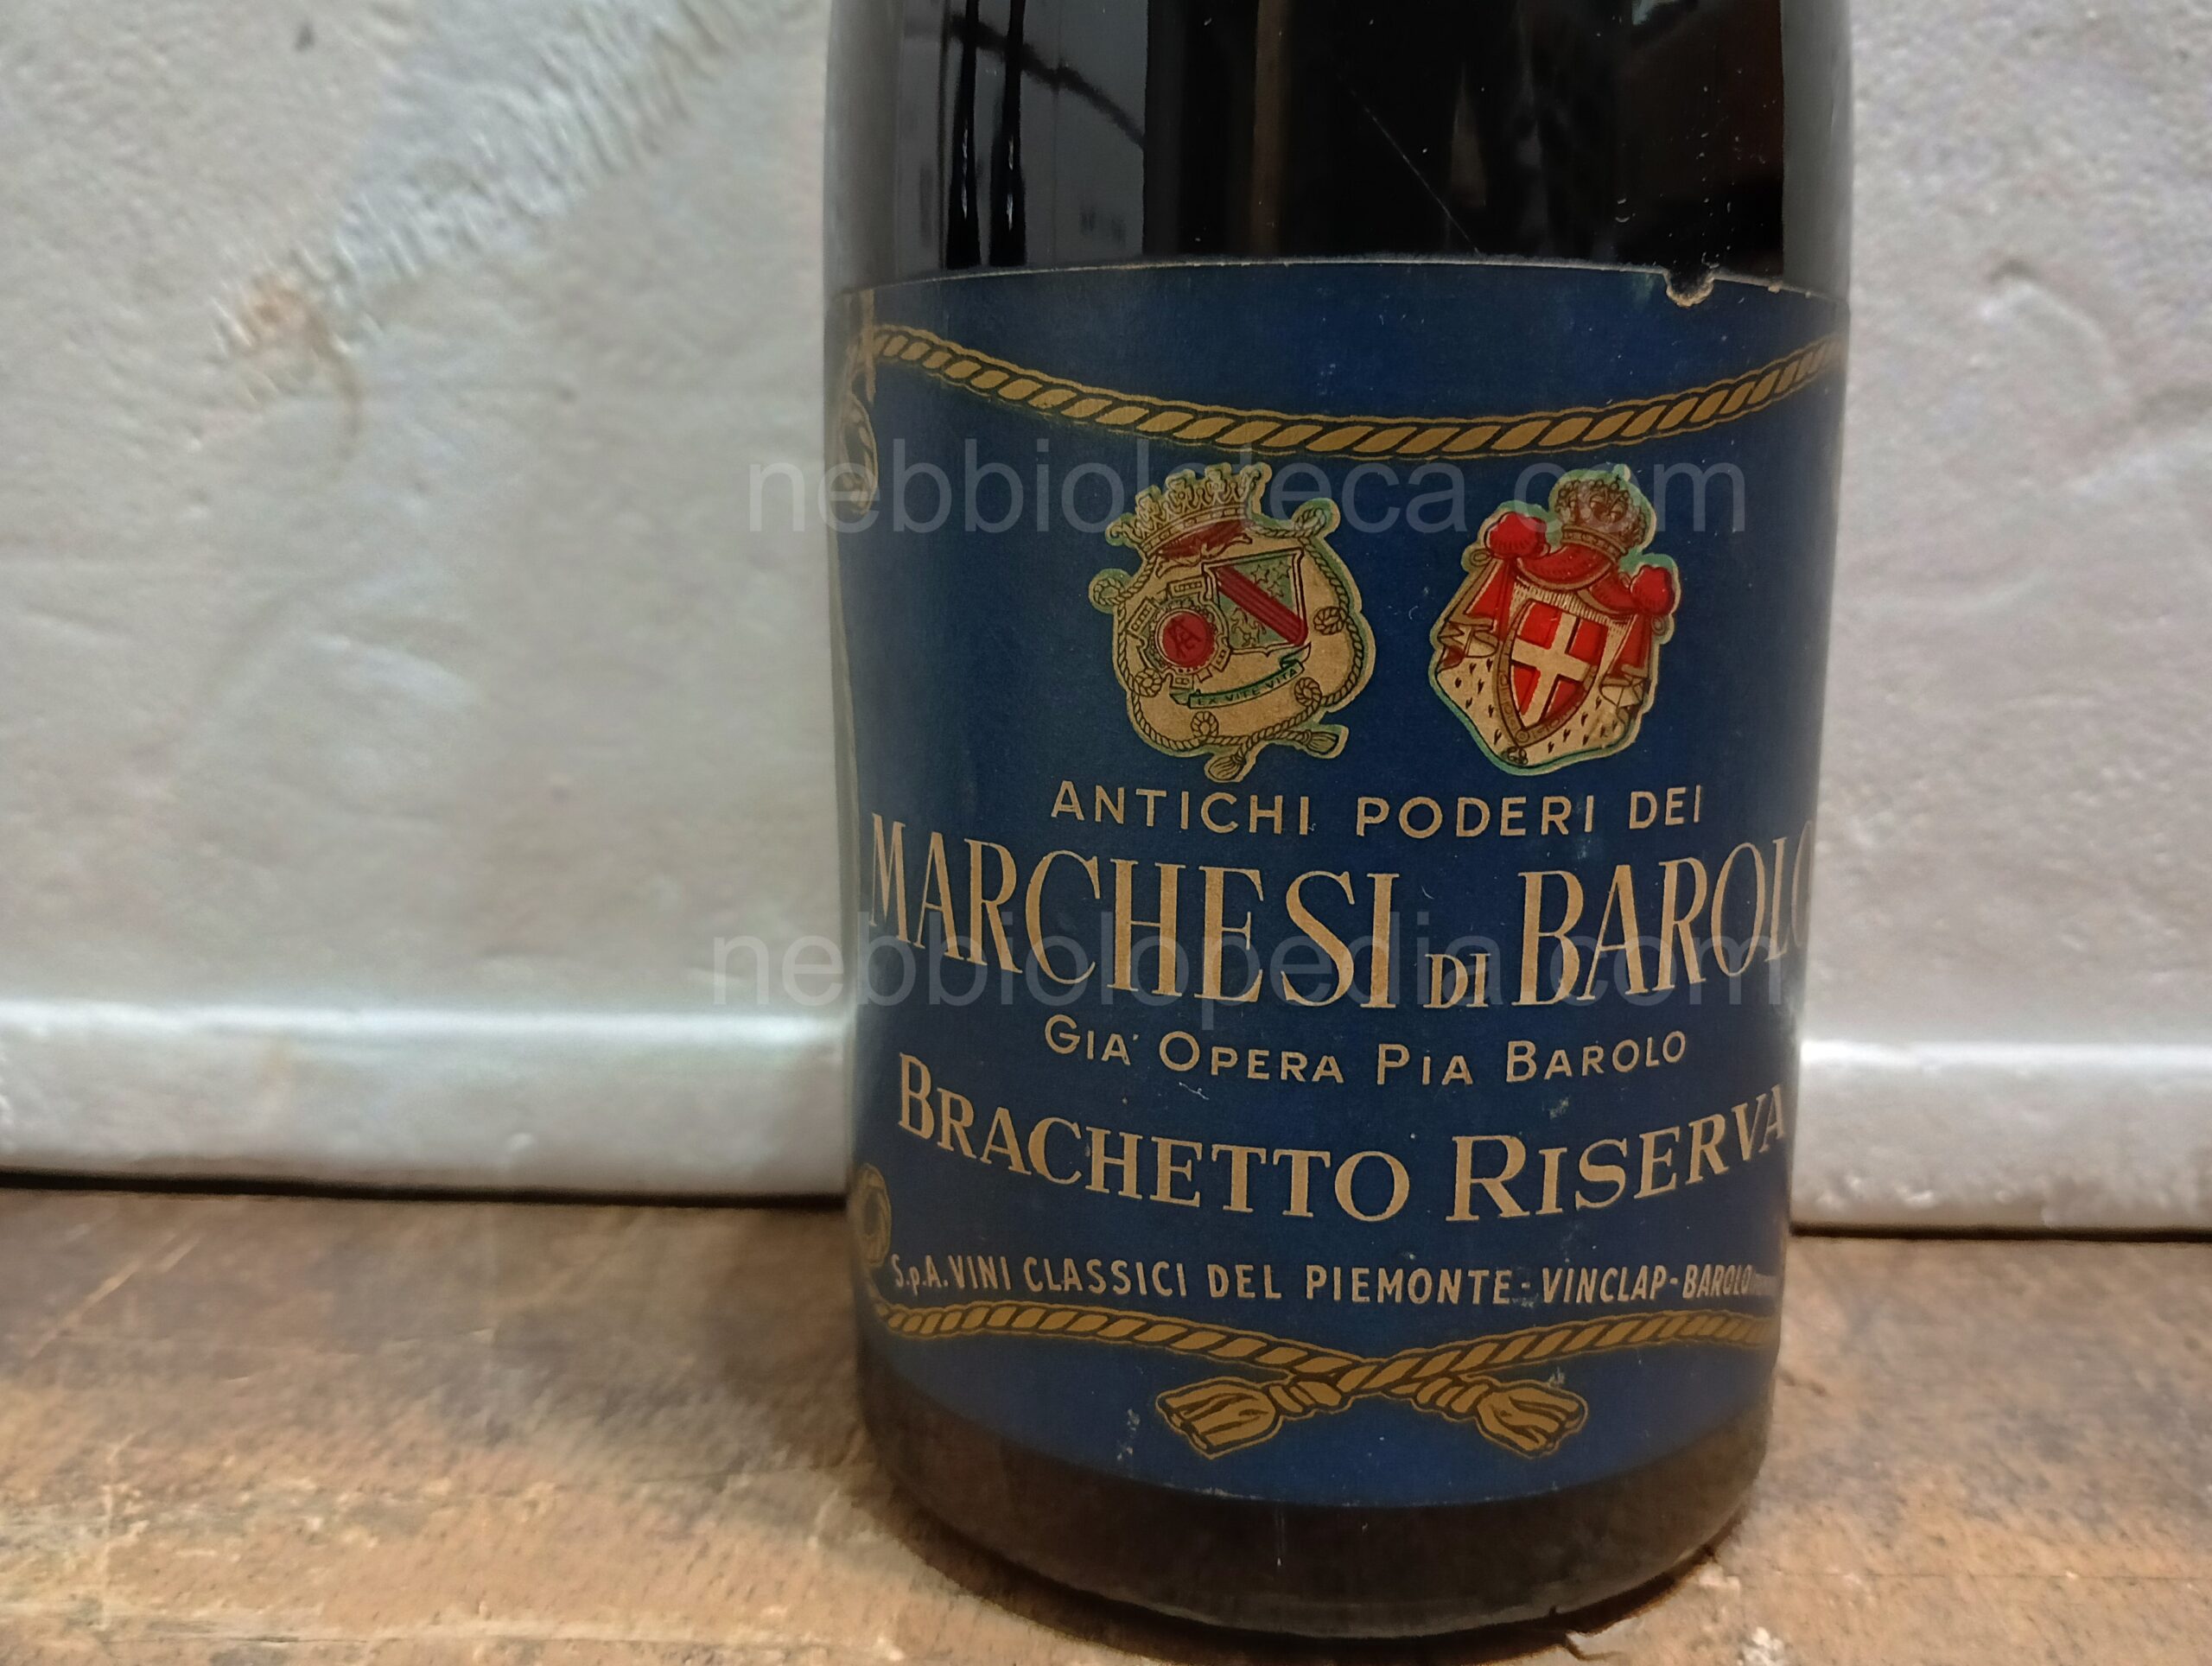 nebbioloteca.com
EX VITE VITA
ANTICHI PODERI DEI
MARCHESI DI BAROLO
nebbiolopedia.com
GIA' OPERA PIA BAROLO
BRACHETTO RISERVA
S.p.A. VINI CLASSICI DEL PIEMONTE - VINCLAP - BAROLO